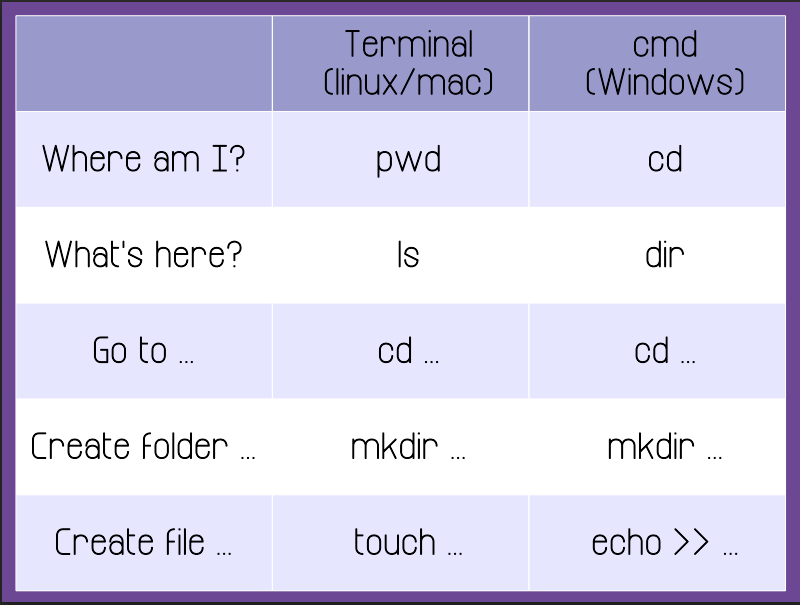 Terminal
(linux/mac)
cmd
(Windows)
Where am I? pwd cd
What's here? ls dir
Go to ... cd ... cd ...
Create folder ... mkdir ... mkdir ...
Create file ... touch ... echo >> ...